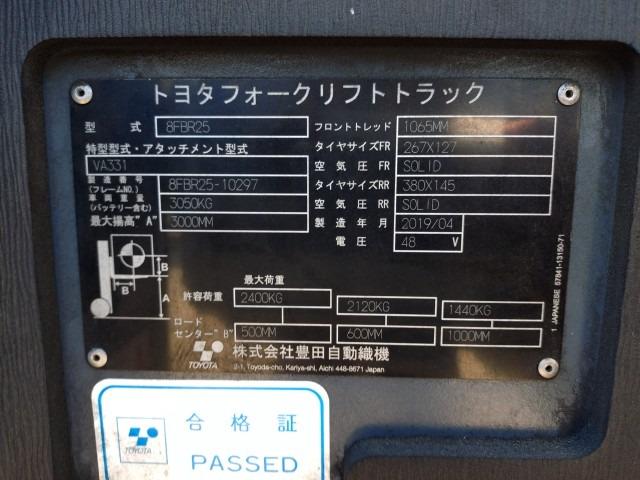 トヨタフォークリフトトラック
型式 8FBR25 フロントトレッド 1065MM
特型型式・アタッチメント型式 タイヤサイズFR 267X127
VA331 空気圧FR SOLID
製造番号(フレームNO.) 8FBR25-10297 タイヤサイズRR 380X145
車両重量(バッテリー含む) 3050KG 空気圧RR SOLID
最大揚高"A" 3000MM 製造年月 2019/04
電圧 48 V
B
B A
最大荷重
許容荷重 2400KG 2120KG 1440KG
ロードセンター"B" 500MM 600MM 1000MM
TOYOTA 株式会社豊田自動織機
2-1, Toyoda-cho, Kariya-shi, Aichi 448-8671 Japan
1 JAPANESE 57841-13150-71
合格証
TOYOTA PASSED